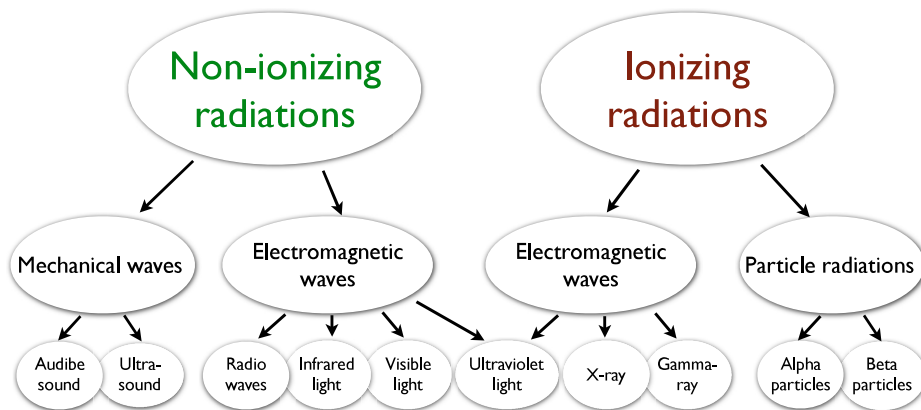 Non-ionizing
radiations
Ionizing
radiations
Mechanical waves
Electromagnetic
waves
Electromagnetic
waves
Particle radiations
Audibe
sound
Ultra-
sound
Radio
waves
Infrared
light
Visible
light
Ultraviolet
light
X-ray
Gamma-
ray
Alpha
particles
Beta
particles